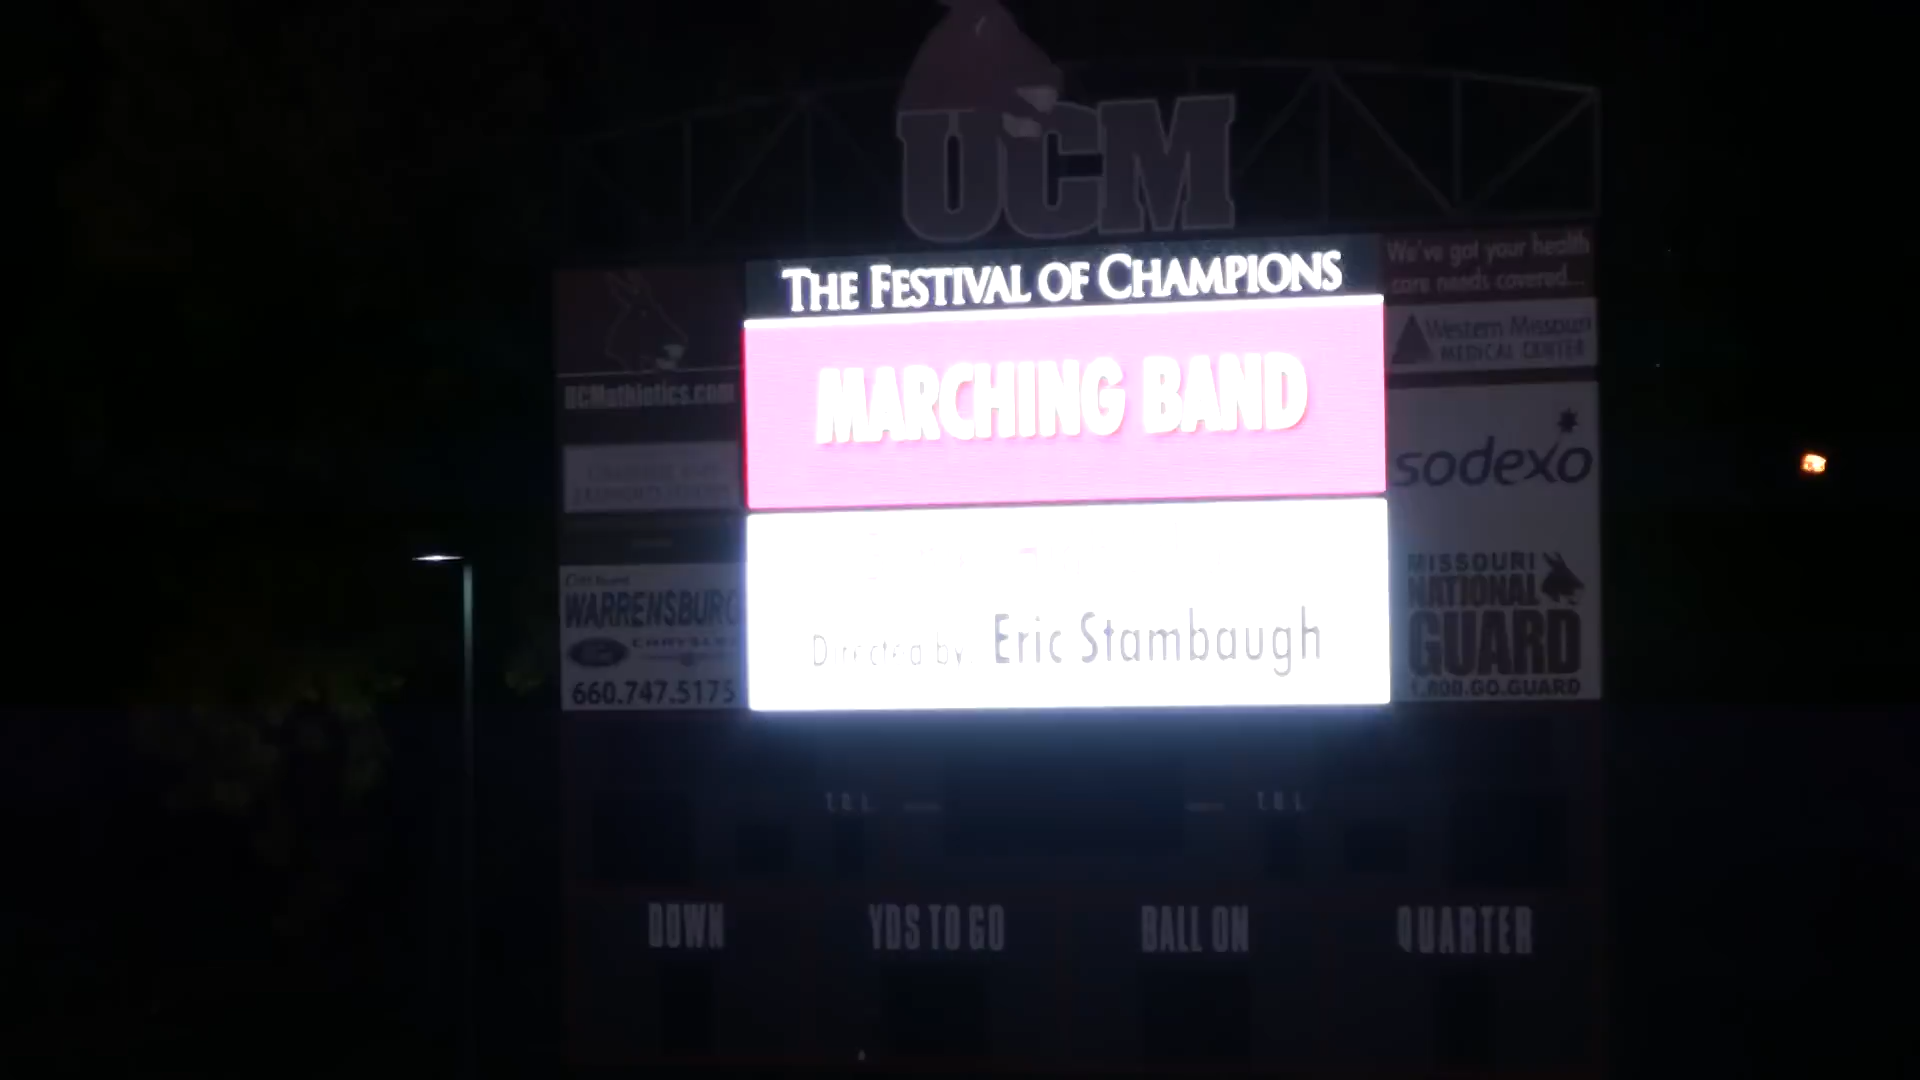 UCM
THE FESTIVAL OF CHAMPIONS
MARCHING BAND
Directed by: Eric Stambaugh
UCMathletics.com
WARRENSBURG
Ford CHRYSLER
660.747.5175
We've got your health
care needs covered...
Western Missouri
MEDICAL CENTER
sodexo
MISSOURI
NATIONAL
GUARD
1.800.GO.GUARD
T.O.L. T.O.L.
DOWN YDS TO GO BALL ON QUARTER